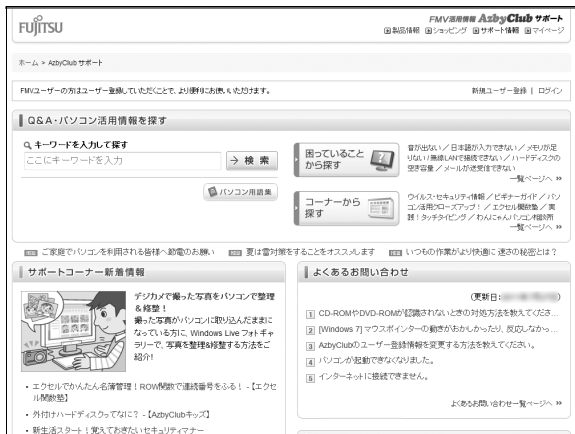 FUJITSU
FMV活用情報 AzbyClub サポート
製品情報 ショッピング サポート情報 マイページ
ホーム > AzbyClub サポート
FMVユーザーの方はユーザー登録していただくことで、より便利にお使いいただけます。
新規ユーザー登録 | ログイン
Q&A・パソコン活用情報を探す
キーワードを入力して探す
ここにキーワードを入力
検索
パソコン用語集
困っていること
から探す
音が出ない／日本語が入力できない／メモリが足
りない！無線LANで接続できない／ハードディスクの
空き容量／メールが送受信できない
一覧ページへ
コーナーから
探す
ウイルス・セキュリティ情報／ビギナーガイド／パソ
コン活用クローズアップ！／エクセル関数塾／実
践！タッチタイピング／わんにゃんパソコン相談所
一覧ページへ
ご家庭でパソコンを利用される皆様へ節電のお願い
夏は雷対策をすることをオススメします
いつもの作業がより快適に 速さの秘密とは？
サポートコーナー新着情報
デジカメで撮った写真をパソコンで整理
&修整！
撮った写真がパソコンに取り込んだままに
なっている方に、Windows Live フォトギャ
ラリーで、写真を整理&修整する方法をご
紹介!
・ エクセルでかんたん名簿管理！ROW関数で連続番号をふる！ -【エクセ
ル関数塾】
・ 外付けハードディスクってなに？ -【AzbyClubキッズ】
・ 新生活スタート！覚えておきたいセキュリティマナー
よくあるお問い合わせ
(更新日:
1 CD-ROMやDVD-ROMが認識されないときの対処方法を教えてくださ...
2 [Windows 7] マウスポインターの動きがおかしかったり、反応しなかっ...
3 AzbyClubのユーザー登録情報を変更する方法を教えてください。
4 パソコンが起動できなくなりました。
5 インターネットに接続できません。
よくあるお問い合わせ一覧ページへ